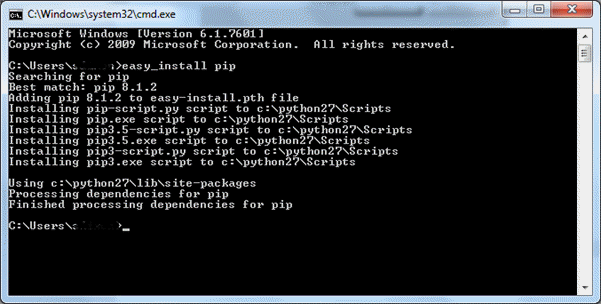 C:\Windows\system32\cmd.exe
Microsoft Windows [Version 6.1.7601]
Copyright (c) 2009 Microsoft Corporation.  All rights reserved.
C:\Users\ >easy_install pip
Searching for pip
Best match: pip 8.1.2
Adding pip 8.1.2 to easy-install.pth file
Installing pip-script.py script to c:\python27\Scripts
Installing pip.exe script to c:\python27\Scripts
Installing pip3.5-script.py script to c:\python27\Scripts
Installing pip3.5.exe script to c:\python27\Scripts
Installing pip3-script.py script to c:\python27\Scripts
Installing pip3.exe script to c:\python27\Scripts
Using c:\python27\lib\site-packages
Processing dependencies for pip
Finished processing dependencies for pip
C:\Users\ >_